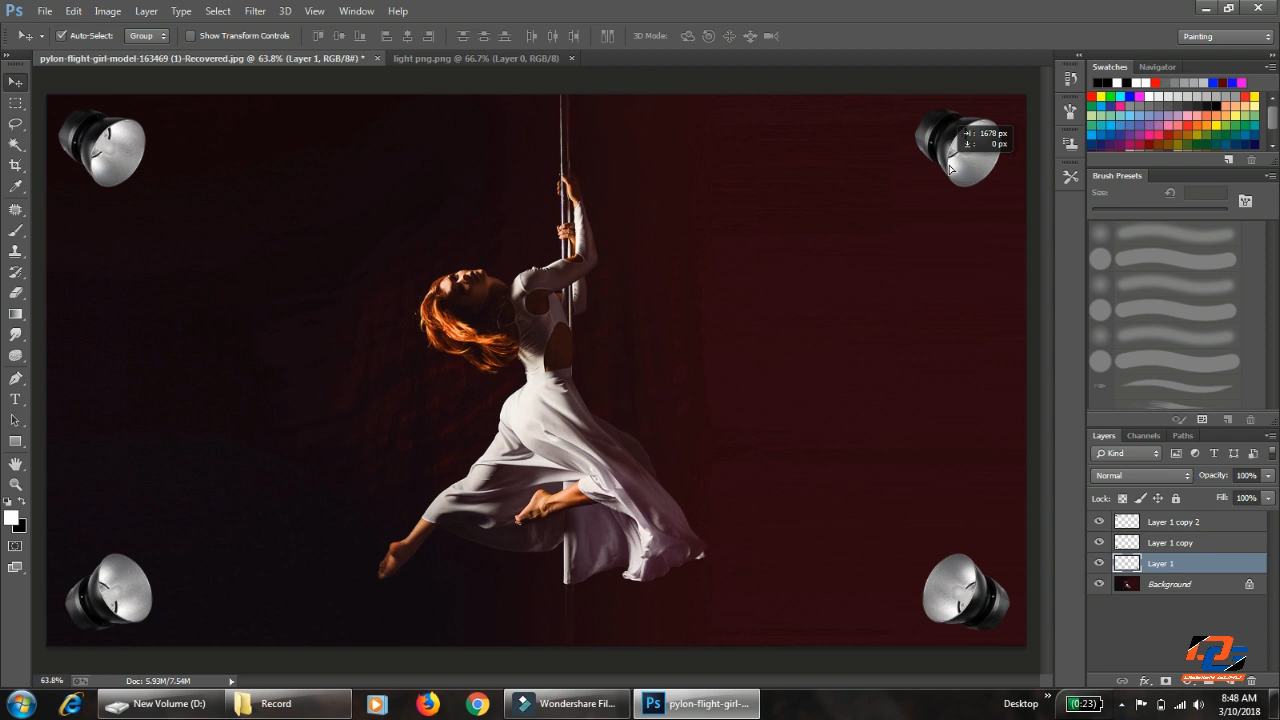 Ps File Edit Image Layer Type Select Filter 3D View Window Help
Auto-Select: Group Show Transform Controls 3D Mode: Painting
pylon-flight-girl-model-163469 (1)-Recovered.jpg @ 63.8% (Layer 1, RGB/8#) * × light png.png @ 66.7% (Layer 0, RGB/8) ×
Swatches Navigator
1678 px
0 px
Brush Presets
Size:
Layers Channels Paths
Kind
Normal Opacity: 100%
Lock: Fill: 100%
Layer 1 copy 2
Layer 1 copy
Layer 1
Background
DESIGN GURU
63.8% Doc: 5.93M/7.54M
New Volume (D:) Record Wondershare Fil... Ps pylon-flight-girl-... Desktop » (0:23) 8:48 AM
3/10/2018